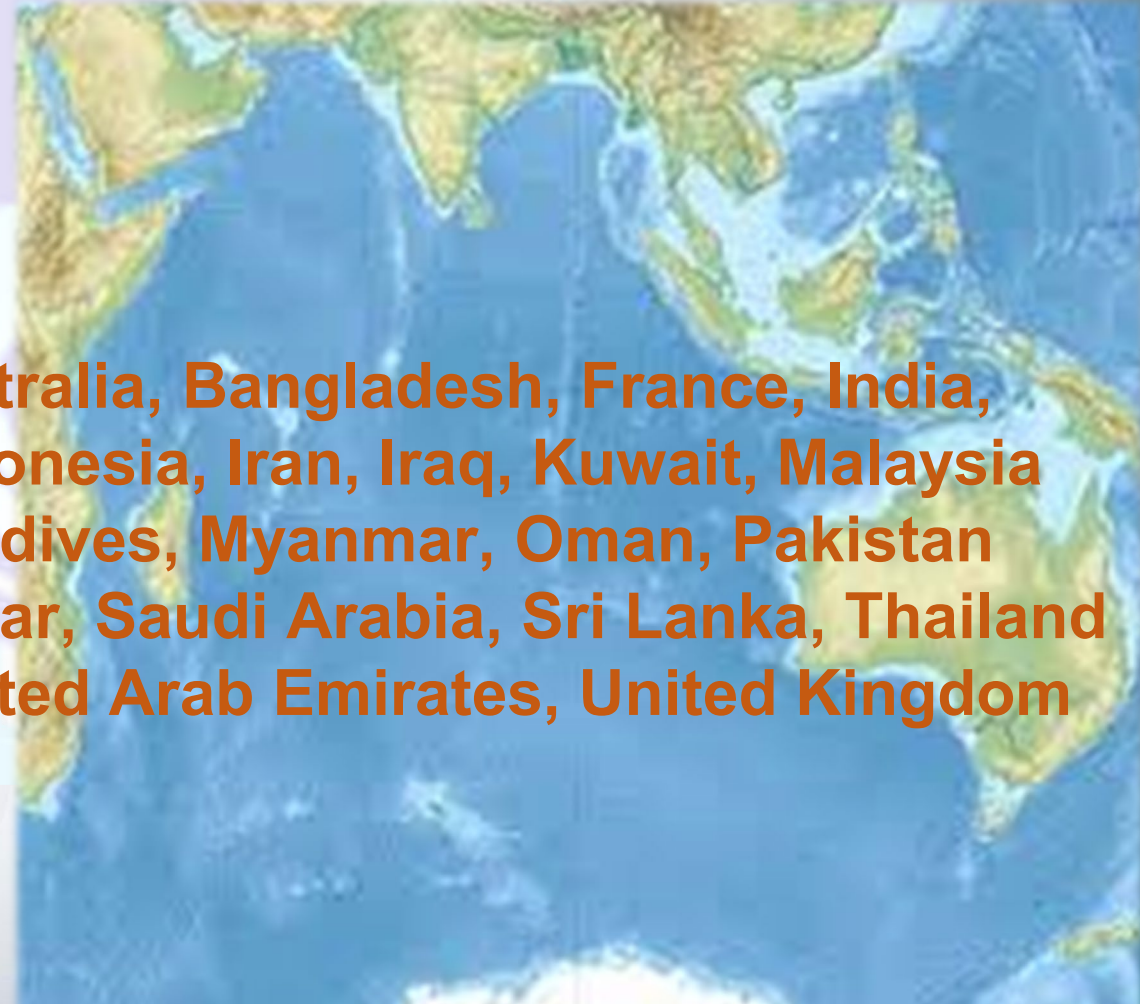 tralia, Bangladesh, France, India,
onesia, Iran, Iraq, Kuwait, Malaysia
dives, Myanmar, Oman, Pakistan
ar, Saudi Arabia, Sri Lanka, Thailand
ted Arab Emirates, United Kingdom